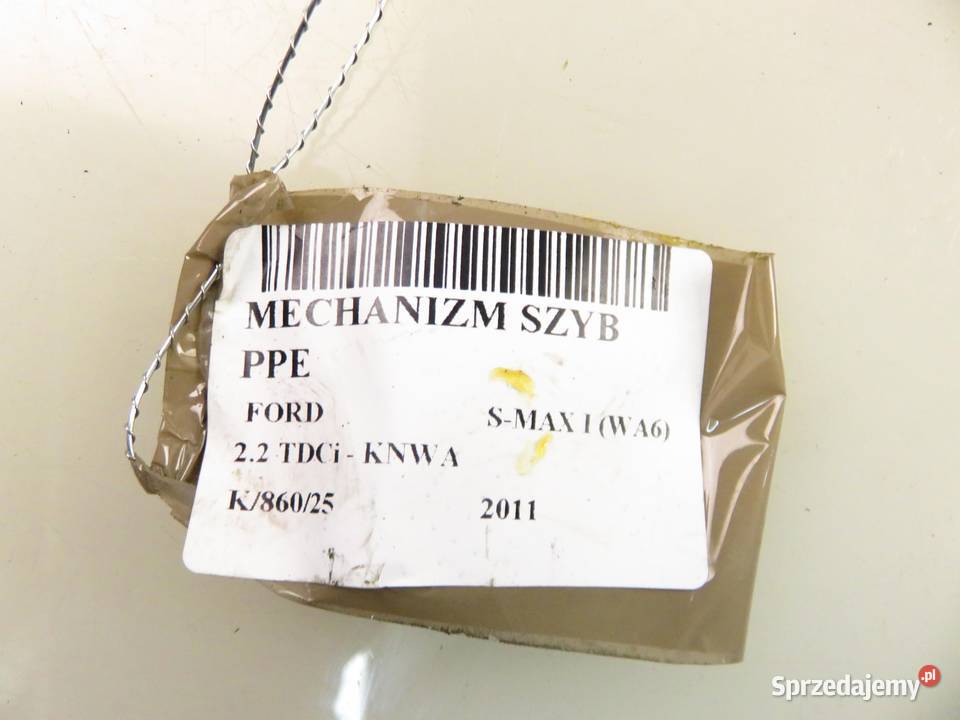 MECHANIZM SZYB
PPE
FORD S-MAX I (WA6)
2.2 TDCi - KNWA
K/860/25 2011
Sprzedajemy.pl